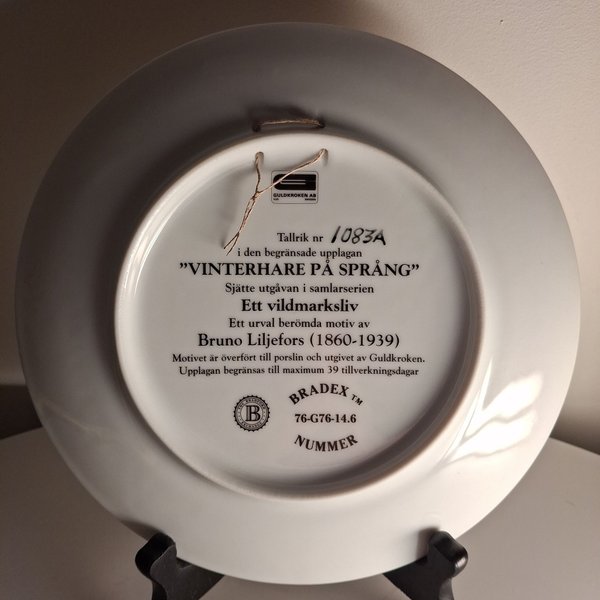 GULDKROKEN AB
Tallrik nr 1083A
i den begränsade upplagan
"VINTERHARE PÅ SPRÅNG"
Sjätte utgåvan i samlarserien
Ett vildmarksliv
Ett urval berömda motiv av
Bruno Liljefors (1860-1939)
Motivet är överfört till porslin och utgivet av Guldkroken.
Upplagan begränsas till maximum 39 tillverkningsdagar
B
BRADEX TM
76-G76-14.6
NUMMER